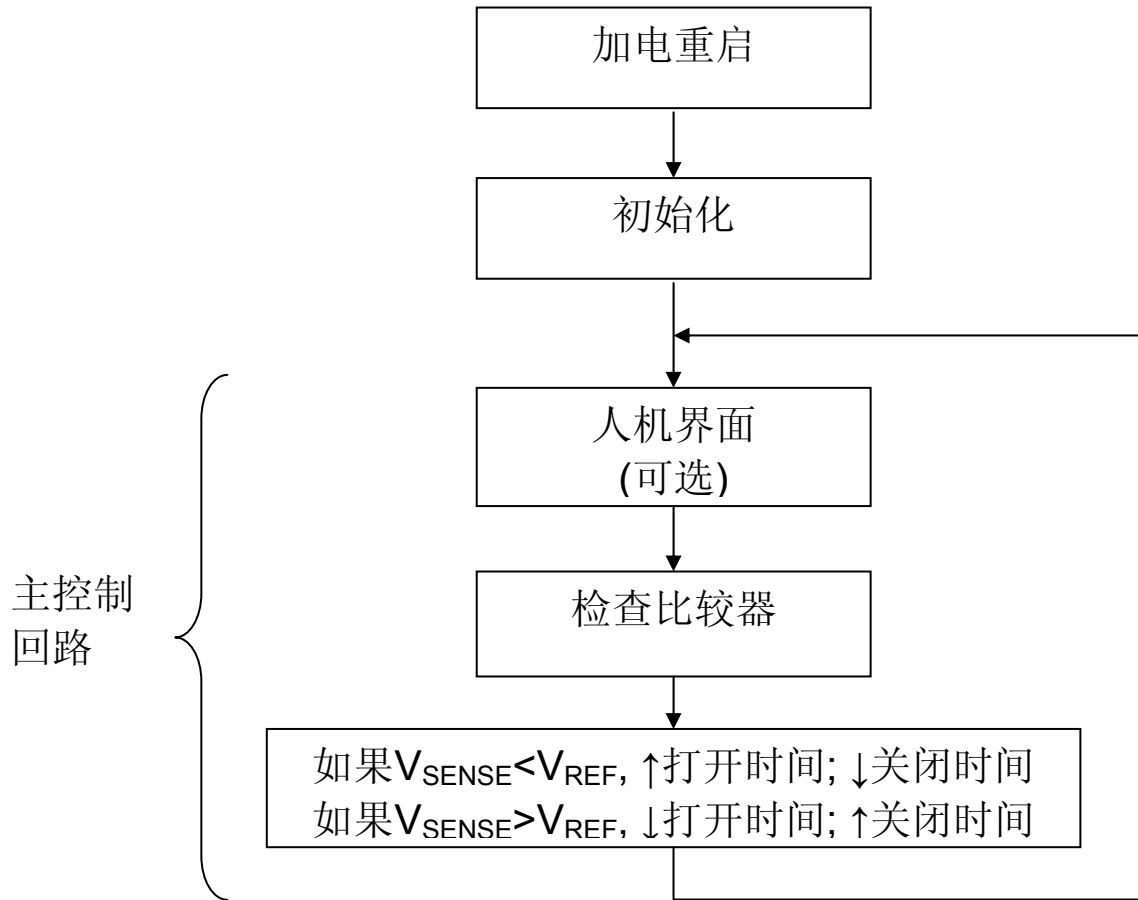 加电重启
初始化
人机界面
(可选)
检查比较器
主控制
回路
如果VSENSE<VREF, ↑打开时间; ↓关闭时间
如果VSENSE>VREF, ↓打开时间; ↑关闭时间